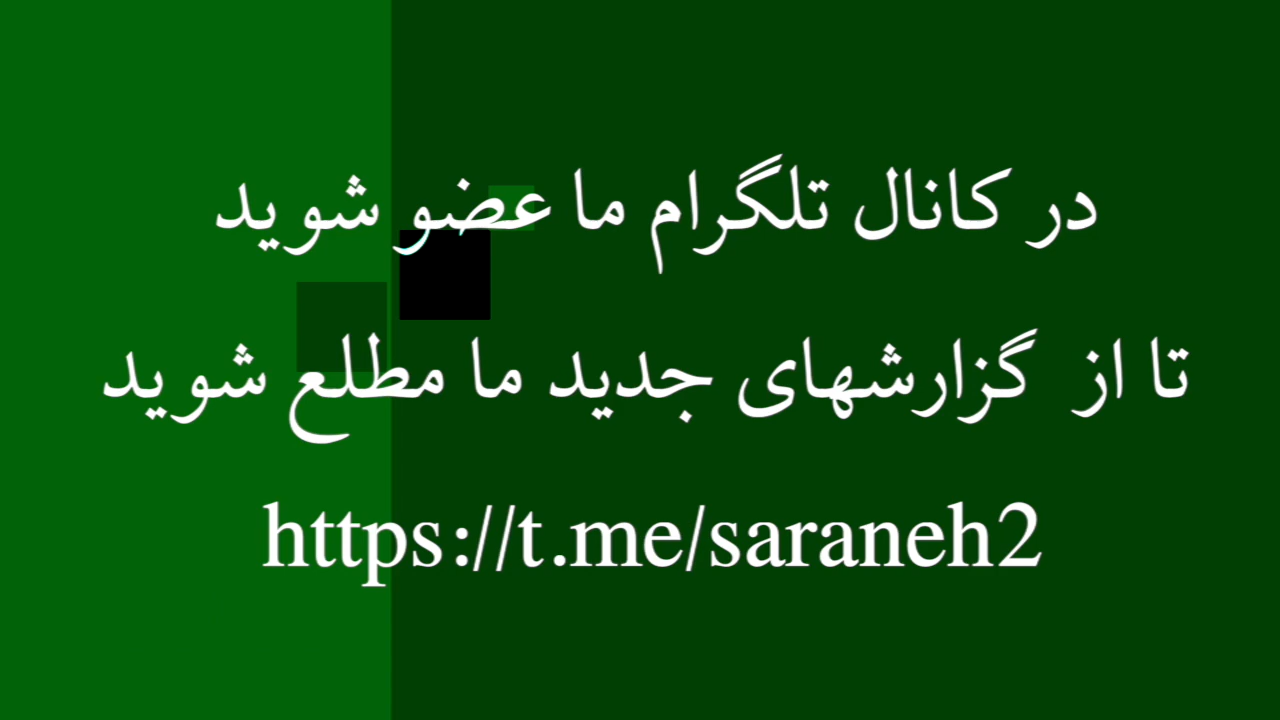 در کانال تلگرام ما عضو شوید
تا از گزارشهای جدید ما مطلع شوید
https://t.me/saraneh2